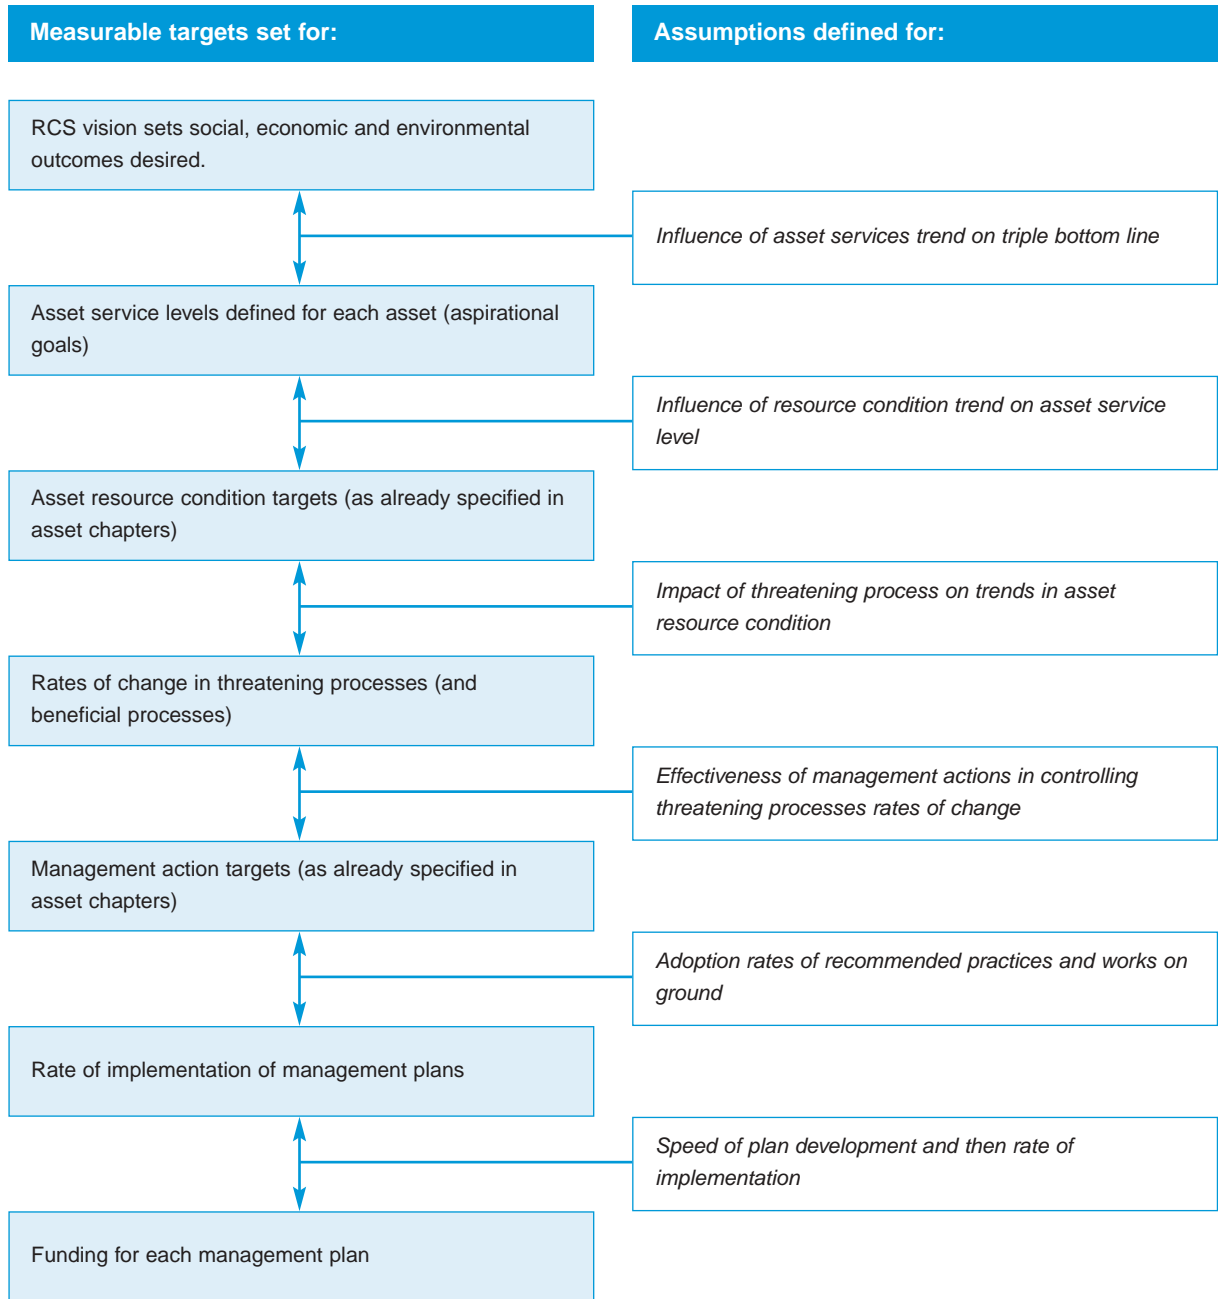 Measurable targets set for:
Assumptions defined for:
RCS vision sets social, economic and environmental
outcomes desired.
Influence of asset services trend on triple bottom line
Asset service levels defined for each asset (aspirational
goals)
Influence of resource condition trend on asset service
level
Asset resource condition targets (as already specified in
asset chapters)
Impact of threatening process on trends in asset
resource condition
Rates of change in threatening processes (and
beneficial processes)
Effectiveness of management actions in controlling
threatening processes rates of change
Management action targets (as already specified in
asset chapters)
Adoption rates of recommended practices and works on
ground
Rate of implementation of management plans
Speed of plan development and then rate of
implementation
Funding for each management plan